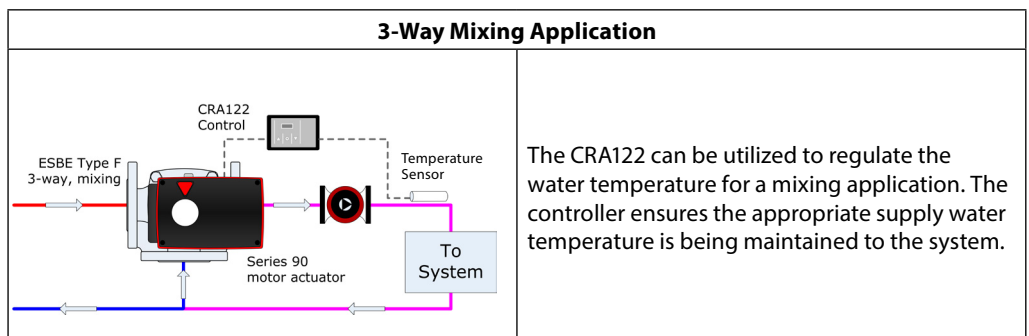 3-Way Mixing Application
CRA122
Control
ESBE Type F
3-way, mixing
Temperature
Sensor
Series 90
motor actuator
To
System
The CRA122 can be utilized to regulate the
water temperature for a mixing application. The
controller ensures the appropriate supply water
temperature is being maintained to the system.